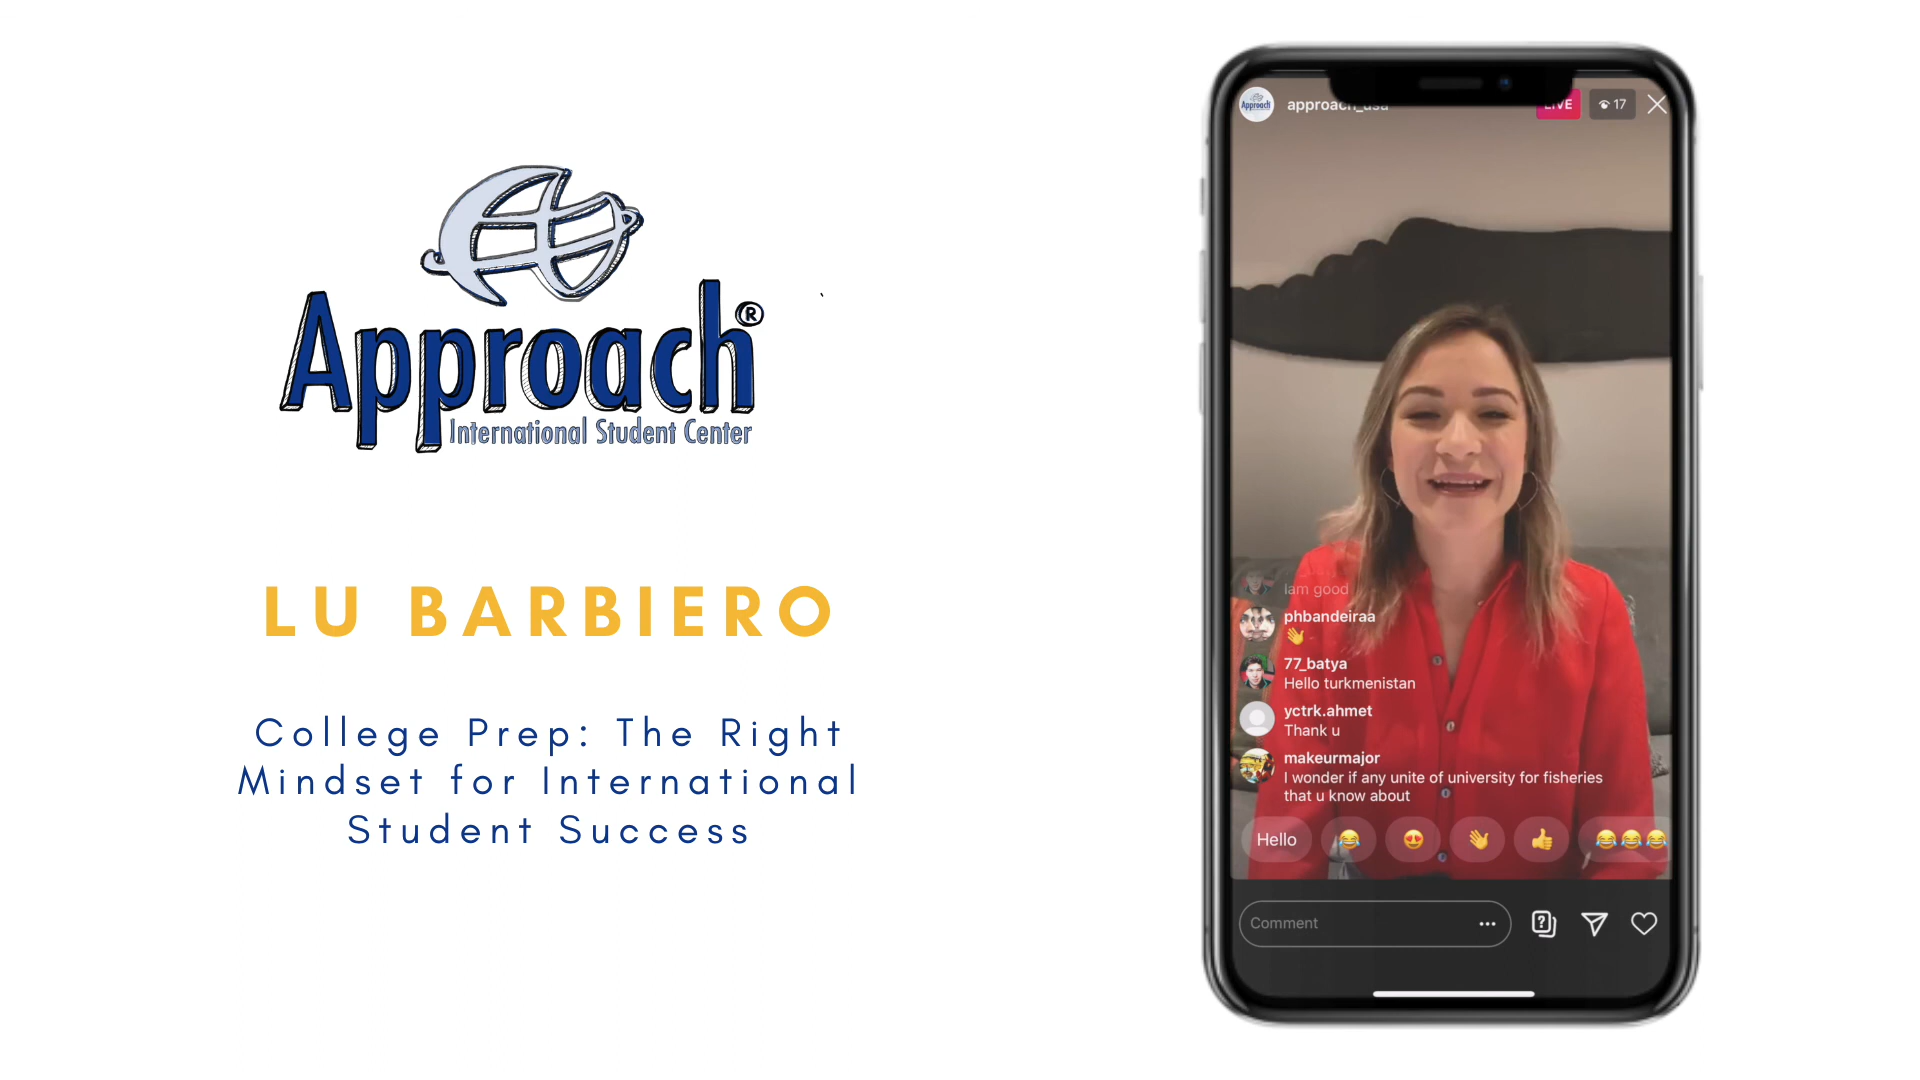 Approach®
International Student Center
LU BARBIERO
College Prep: The Right
Mindset for International
Student Success
Approach
approach_usa
LIVE
17
Iam good
phbandeiraa
👋
77_batya
Hello turkmenistan
yctrk.ahmet
Thank u
makeurmajor
I wonder if any unite of university for fisheries
that u know about
Hello 😂 😍 👋 👍 😂😂😂
Comment